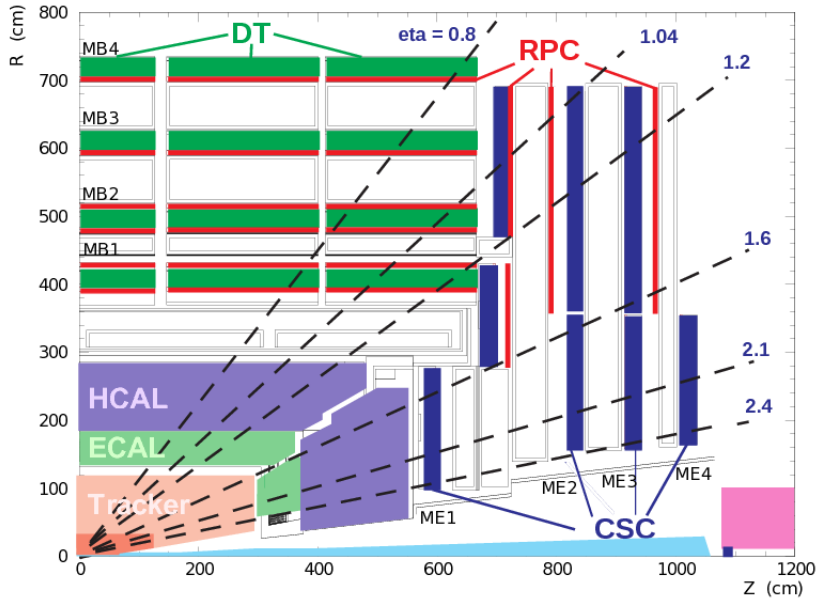 800
R (cm)
DT
eta = 0.8
1.04
MB4
RPC
1.2
700
MB3
600
MB2
500
MB1
1.6
400
300
2.1
HCAL
2.4
200
ECAL
Tracker
100
ME1
ME2
ME3
ME4
CSC
0
0
200
400
600
800
1000
1200
Z (cm)